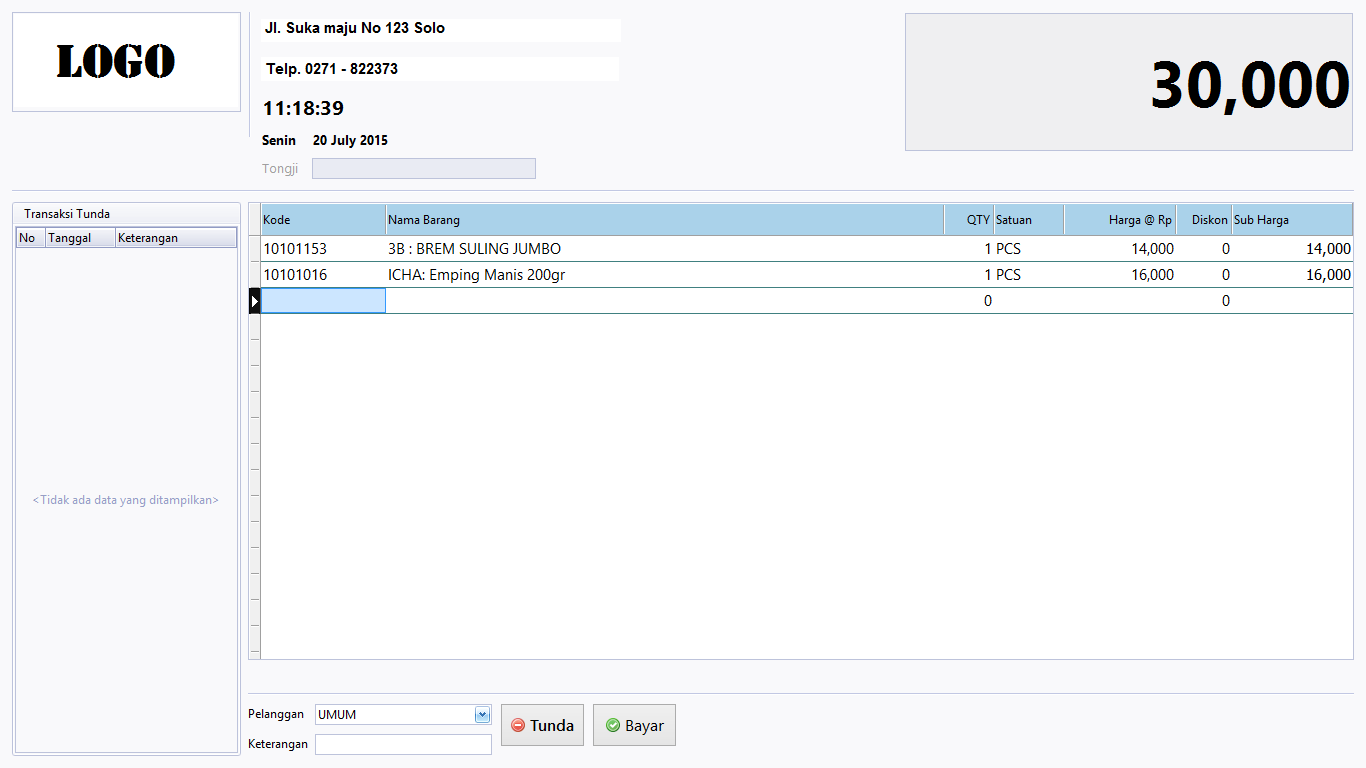 LOGO
Jl. Suka maju No 123 Solo
Telp. 0271 - 822373
11:18:39
Senin 20 July 2015
Tongji
30,000
Transaksi Tunda
No Tanggal Keterangan
<Tidak ada data yang ditampilkan>
Kode Nama Barang QTY Satuan Harga @ Rp Diskon Sub Harga
10101153 3B : BREM SULING JUMBO 1 PCS 14,000 0 14,000
10101016 ICHA: Emping Manis 200gr 1 PCS 16,000 0 16,000
0 0
Pelanggan UMUM
Keterangan
Tunda
Bayar